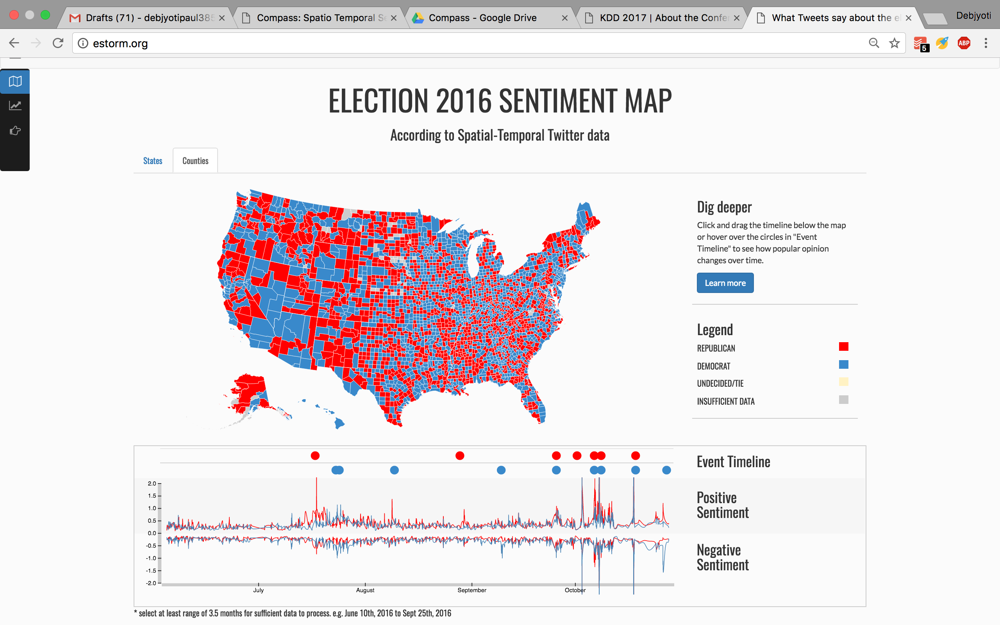 Drafts (71) - debjyotipaul385
Compass: Spatio Temporal Se
Compass - Google Drive
KDD 2017 | About the Confer
What Tweets say about the el
Debjyoti
estorm.org
5
ABP
ELECTION 2016 SENTIMENT MAP
According to Spatial-Temporal Twitter data
States
Counties
Dig deeper
Click and drag the timeline below the map
or hover over the circles in "Event
Timeline" to see how popular opinion
changes over time.
Learn more
Legend
REPUBLICAN
DEMOCRAT
UNDECIDED/TIE
INSUFFICIENT DATA
Event Timeline
Positive
Sentiment
Negative
Sentiment
2.0
1.5
1.0
0.5
0.0
-0.5
-1.0
-1.5
-2.0
July
August
September
October
* select at least range of 3.5 months for sufficient data to process. e.g. June 10th, 2016 to Sept 25th, 2016